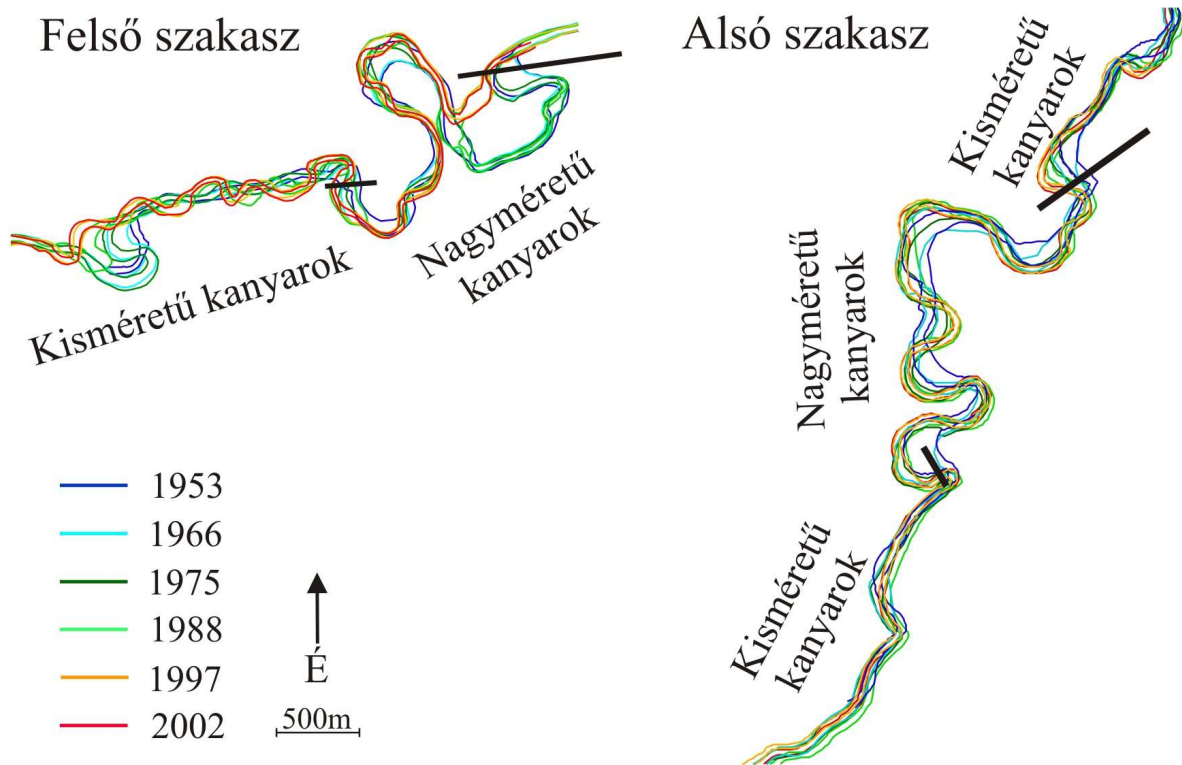 Felső szakasz
Kisméretű kanyarok
Nagyméretű
kanyarok
1953
1966
1975
1988
1997
2002
É
500m
Alsó szakasz
Kisméretű
kanyarok
Nagyméretű
kanyarok
Kisméretű
kanyarok